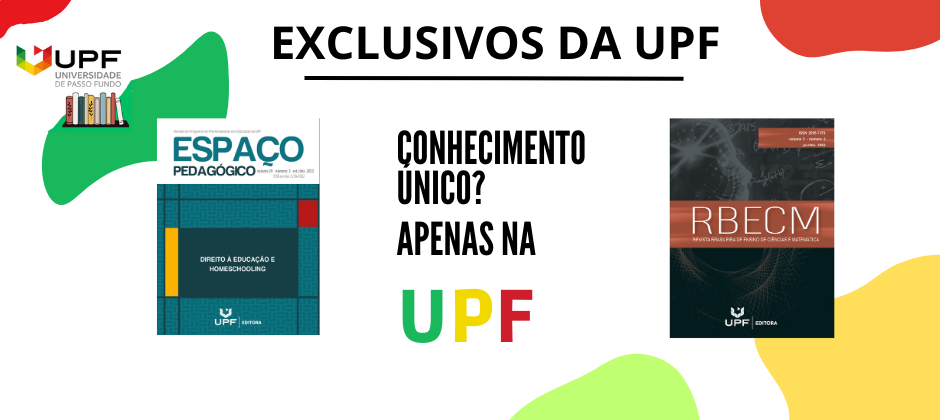 EXCLUSIVOS DA UPF
UPF
UNIVERSIDADE
DE PASSO FUNDO
ESPAÇO
PEDAGÓGICO
DIREITO À EDUCAÇÃO E
HOMESCHOOLING
UPF EDITORA
CONHECIMENTO
ÚNICO?
APENAS NA
UPF
RBECM
REVISTA BRASILEIRA DE ENSINO DE CIÊNCIAS E MATEMÁTICA
UPF EDITORA